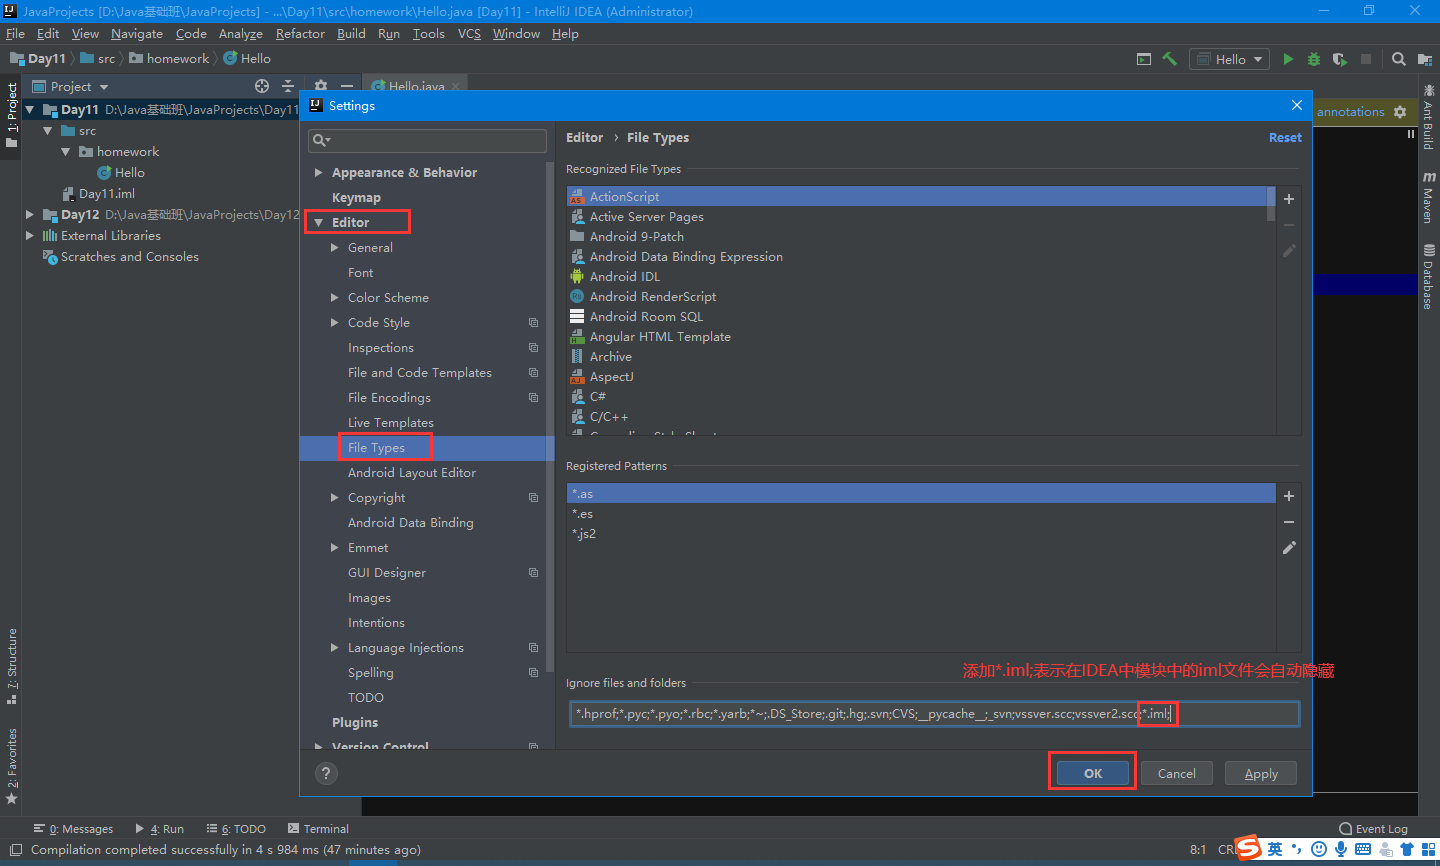 JavaProjects [D:\Java基础班\JavaProjects] - ...\Day11\src\homework\Hello.java [Day11] - IntelliJ IDEA (Administrator)
File Edit View Navigate Code Analyze Refactor Build Run Tools VCS Window Help
Day11 src homework Hello
Hello
Project
Hello.java
1: Project
Day11 D:\Java基础班\JavaProjects\Day11
src
homework
Hello
Day11.iml
Day12 D:\Java基础班\JavaProjects\Day12
External Libraries
Scratches and Consoles
7: Structure
2: Favorites
annotations
Ant Build
Maven
Database
Settings
Appearance & Behavior
Keymap
Editor
General
Font
Color Scheme
Code Style
Inspections
File and Code Templates
File Encodings
Live Templates
File Types
Android Layout Editor
Copyright
Android Data Binding
Emmet
GUI Designer
Images
Intentions
Language Injections
Spelling
TODO
Plugins
Version Control
Editor › File Types
Reset
Recognized File Types
ActionScript
Active Server Pages
Android 9-Patch
Android Data Binding Expression
Android IDL
Android RenderScript
Android Room SQL
Angular HTML Template
Archive
AspectJ
C#
C/C++
Registered Patterns
*.as
*.es
*.js2
添加*.iml;表示在IDEA中模块中的iml文件会自动隐藏
Ignore files and folders
*.hprof;*.pyc;*.pyo;*.rbc;*.yarb;*~;.DS_Store;.git;.hg;.svn;CVS;__pycache__;_svn;vssver.scc;vssver2.scc;*.iml;
?
OK Cancel Apply
0: Messages 4: Run 6: TODO Terminal
Event Log
Compilation completed successfully in 4 s 984 ms (47 minutes ago)
8:1
英